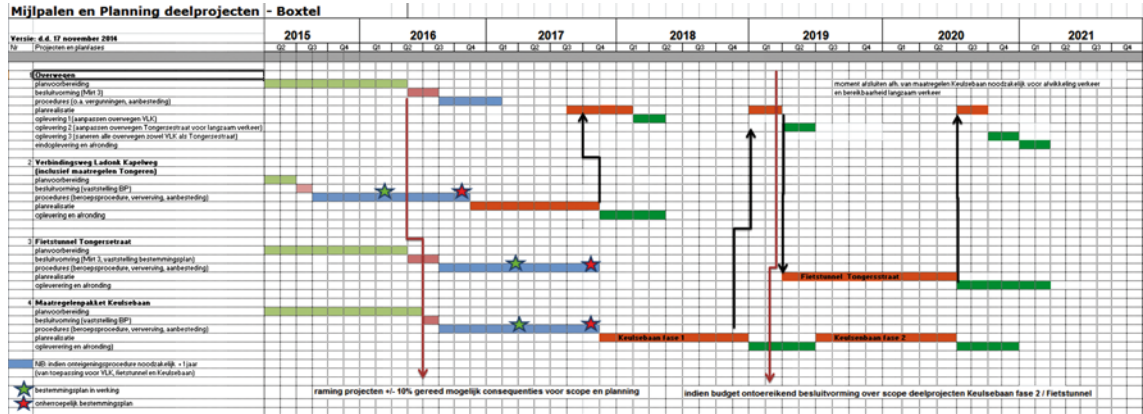 Mijlpalen en Planning deelprojecten - Boxtel
Versie: d.d. 17 november 2014
2015 2016 2017 2018 2019 2020 2021
Nr Projecten en planfases
Q2 Q3 Q4 Q1 Q2 Q3 Q4 Q1 Q2 Q3 Q4 Q1 Q2 Q3 Q4 Q1 Q2 Q3 Q4 Q1 Q2 Q3 Q4 Q1 Q2 Q3 Q4
1 Overwegen
planvoorbereiding
moment afsluiten afh. van maatregelen Keulsebaan noodzakelijk voor afwikkeling verkeer
besluitvorming (Mirt 3)
en bereikbaarheid langzaam verkeer
procedures (o.a. vergunningen, aanbesteding)
planrealisatie
oplevering 1 (aanpassen overwegen VLK)
oplevering 2 (aanpassen overwegen Tongersestraat voor langzaam verkeer)
oplevering 3 (saneren alle overwegen zowel VLK als Tongersestraat)
eindoplevering en afronding
2 Verbindingsweg Ladonk Kapelweg
(inclusief maatregelen Tongeren)
planvoorbereiding
besluitvorming (vaststelling BP)
procedures (beroepsprocedure, verwerving, aanbesteding)
planrealisatie
oplevering en afronding
3 Fietstunnel Tongersetraat
planvoorbereiding
besluitvorming (Mirt 3, vaststelling bestemmingsplan)
procedures (beroepsprocedure, verwerving, aanbesteding)
planrealisatie
Fietstunnel Tongersstraat
oplevering en afronding
4 Maatregelenpakket Keulsebaan
planvoorbereiding
besluitvorming (vaststelling BP)
procedures (beroepsprocedure, verwerving, aanbesteding)
planrealisatie
Keulsebaan fase 1
Keulsenbaan fase 2
oplevering en afronding)
NB: indien onteigeningsprocedure noodzakelijk +1 jaar
(van toepassing voor VLK, fietstunnel en Keulsebaan)
bestemmingsplan in werking
onherroepelijk bestemmingsplan
raming projecten +/- 10% gereed mogelijk consequenties voor scope en planning
indien budget ontoereikend besluitvorming over scope deelprojecten Keulsebaan fase 2 / Fietstunnel